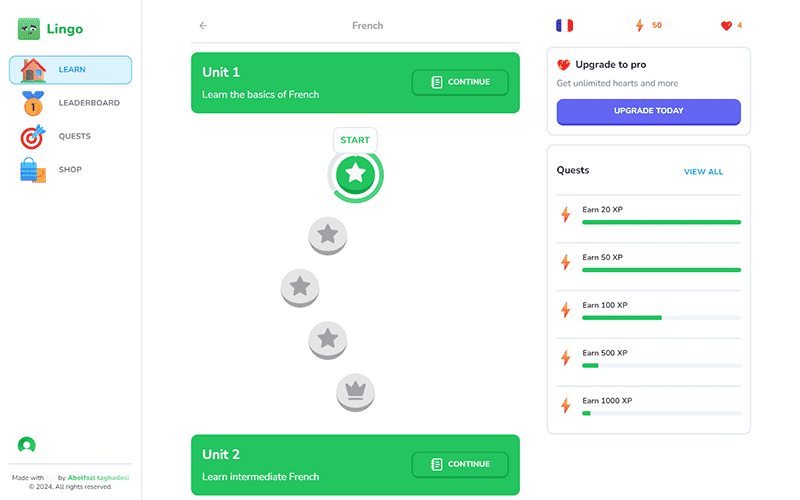 Lingo
LEARN
LEADERBOARD
1
QUESTS
SHOP
Made with by Abolfazl taghadosi
© 2024, All rights reserved.
French
Unit 1
Learn the basics of French
CONTINUE
START
Unit 2
Learn intermediate French
CONTINUE
50
4
Upgrade to pro
Get unlimited hearts and more
UPGRADE TODAY
Quests
VIEW ALL
Earn 20 XP
Earn 50 XP
Earn 100 XP
Earn 500 XP
Earn 1000 XP